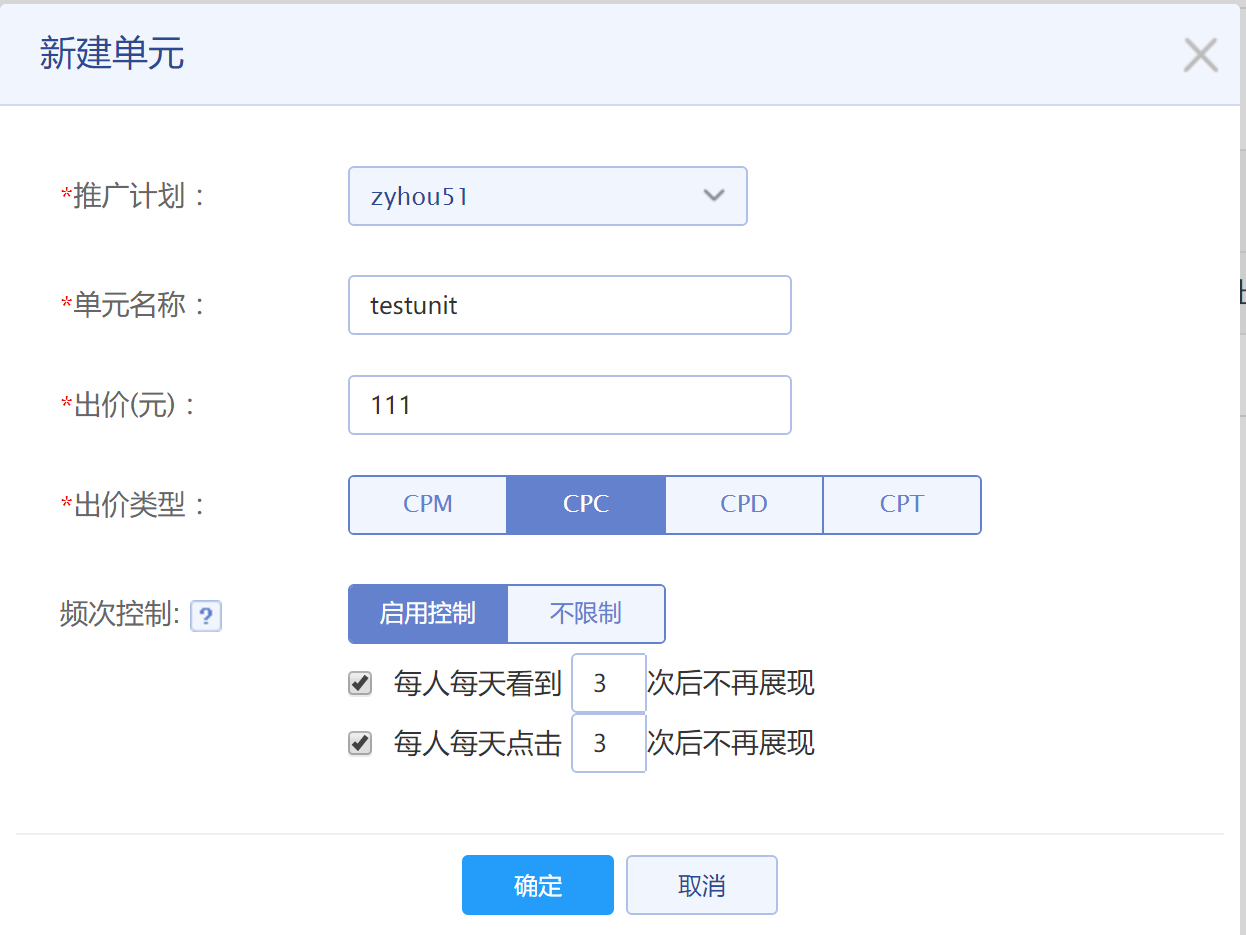 新建单元
*推广计划： zyhou51
*单元名称： testunit
*出价(元)： 111
*出价类型： CPM CPC CPD CPT
频次控制: ? 启用控制 不限制
每人每天看到 3 次后不再展现
每人每天点击 3 次后不再展现
确定 取消